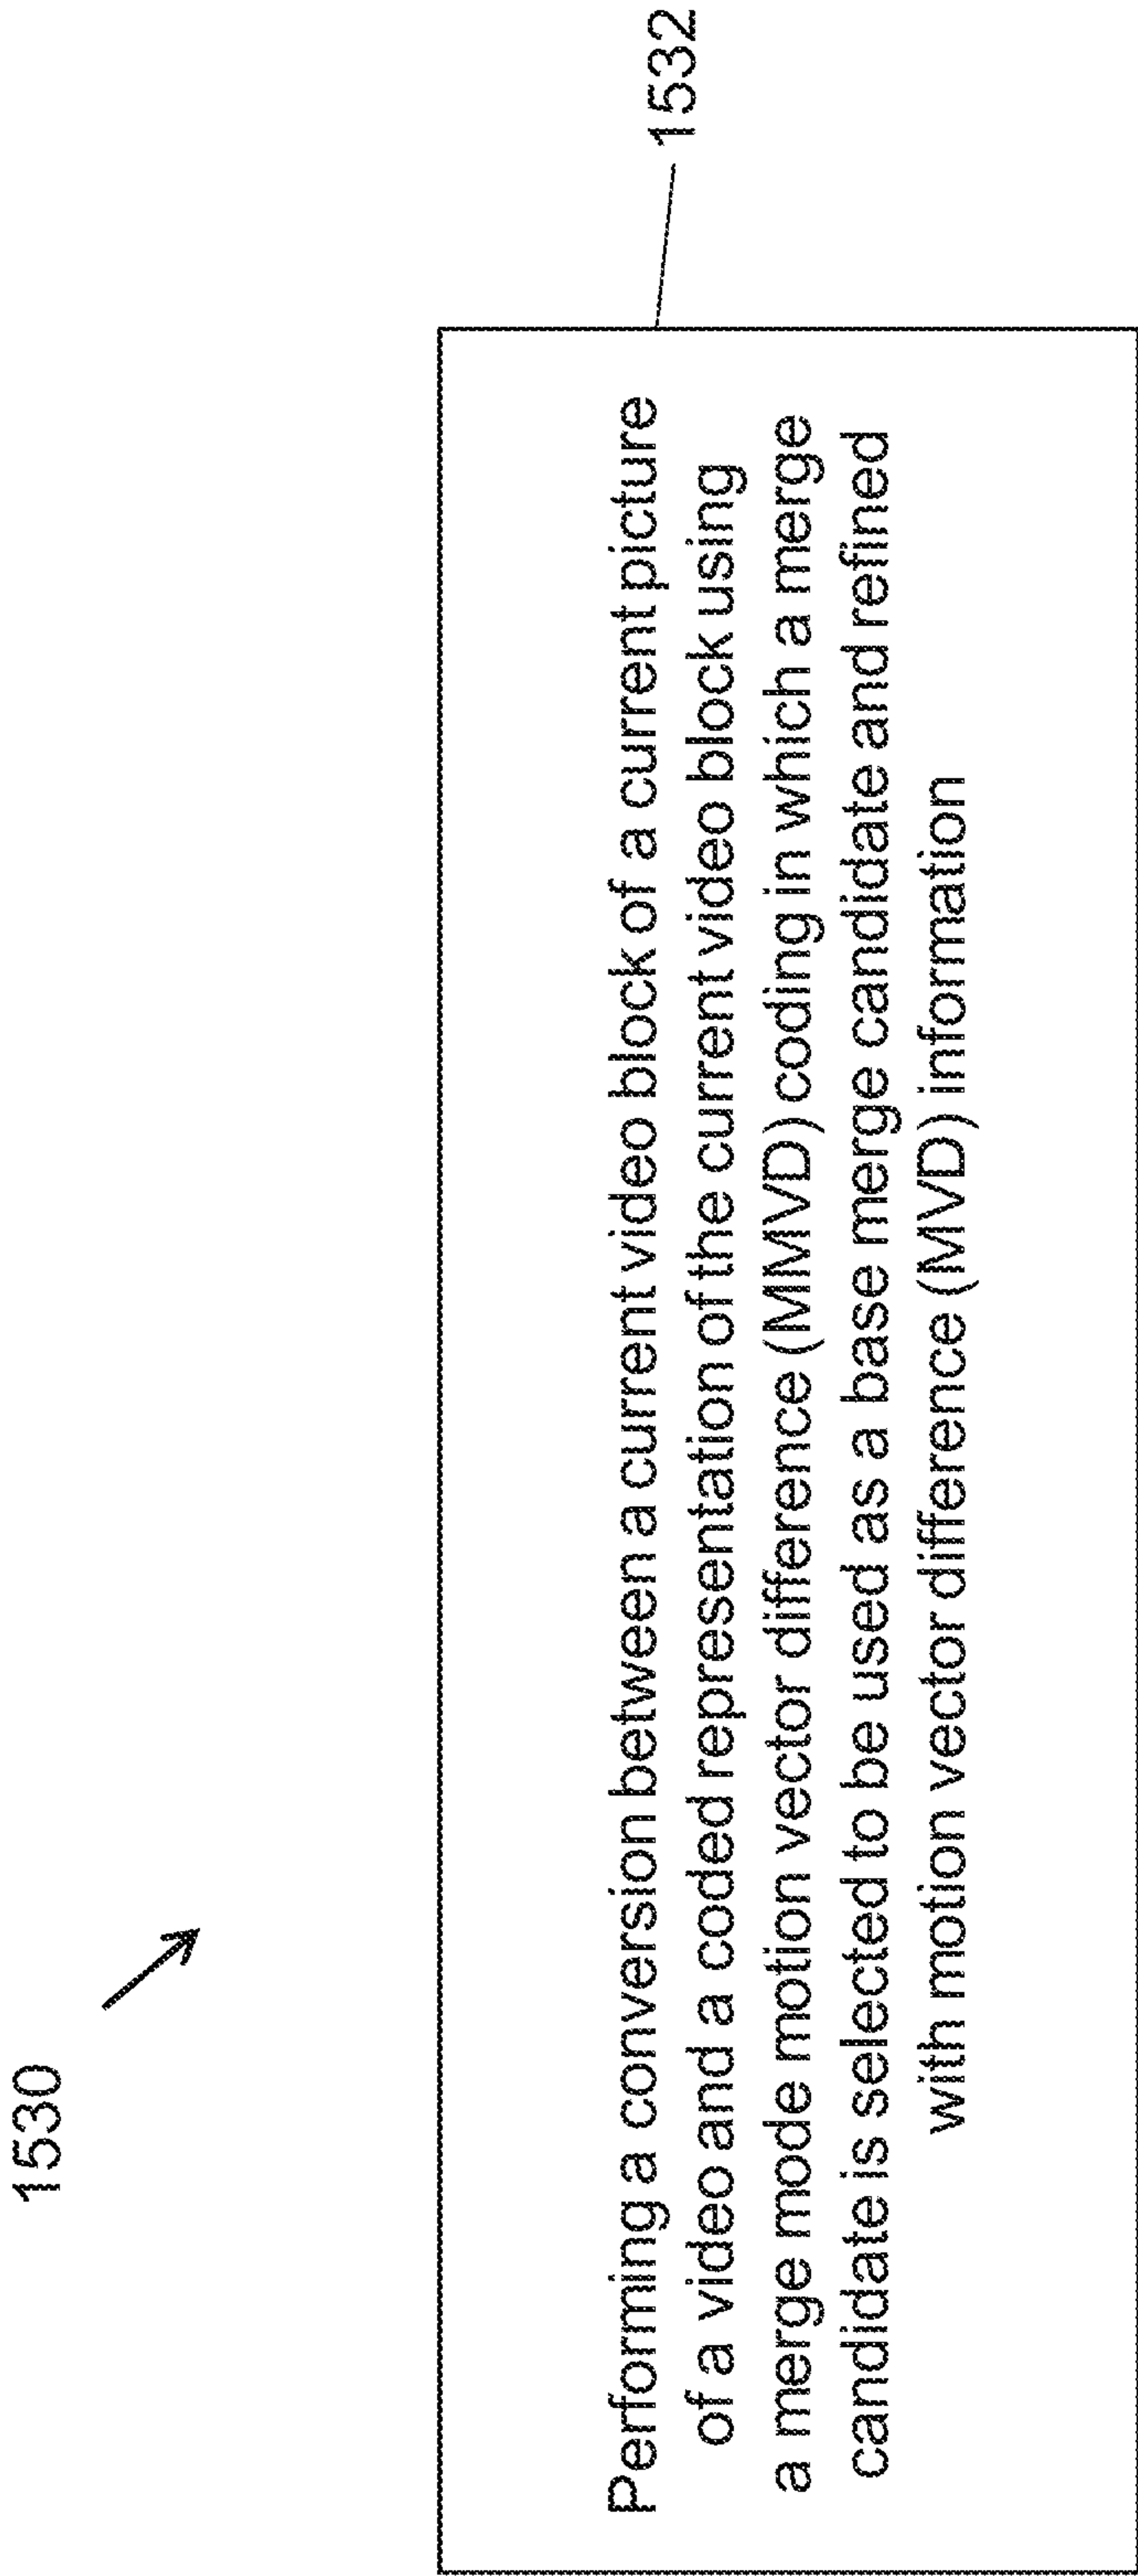 1530
Performing a conversion between a current video block of a current picture
of a video and a coded representation of the current video block using
a merge mode motion vector difference (MMVD) coding in which a merge
candidate is selected to be used as a base merge candidate and refined
with motion vector difference (MVD) information
1532